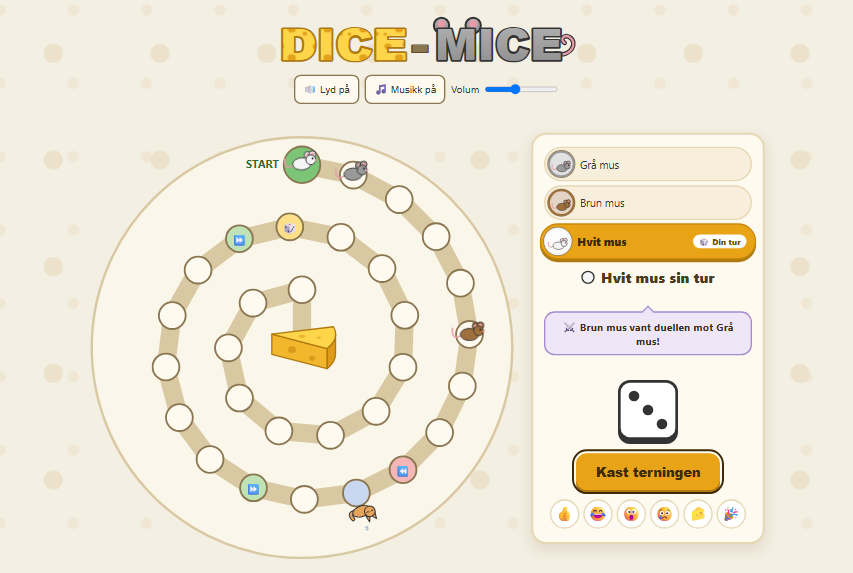 DICE-MICE
Lyd på
Musikk på
Volum
START
Grå mus
Brun mus
Hvit mus
Din tur
Hvit mus sin tur
Brun mus vant duellen mot Grå
mus!
Kast terningen